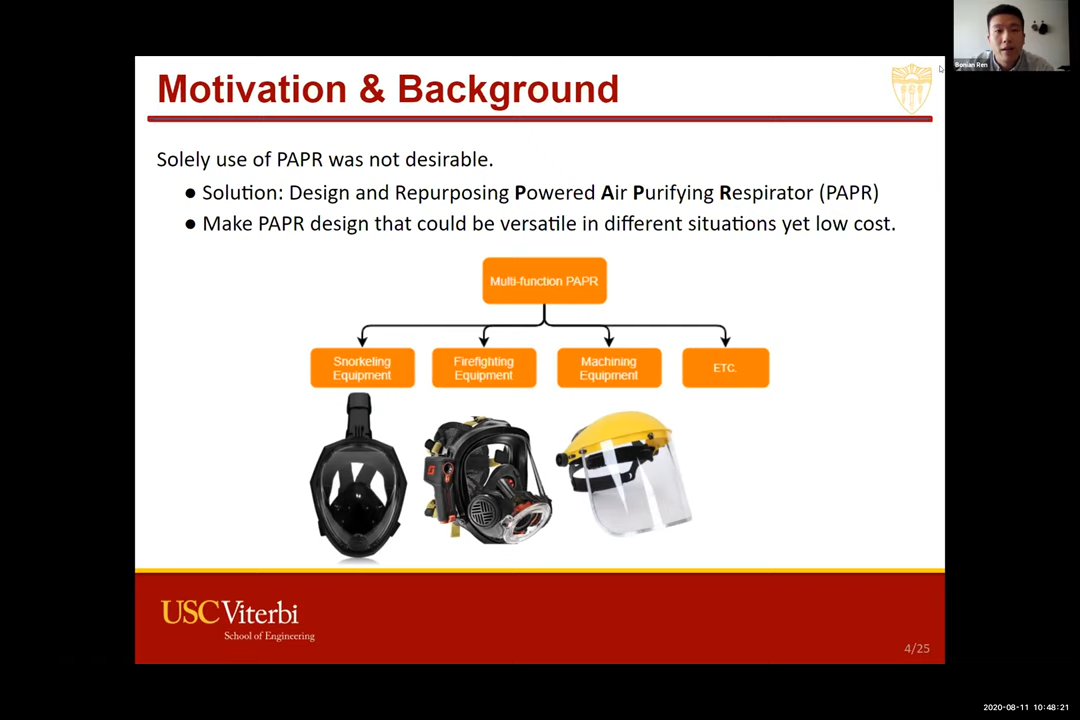 Motivation & Background
Solely use of PAPR was not desirable.
● Solution: Design and Repurposing Powered Air Purifying Respirator (PAPR)
● Make PAPR design that could be versatile in different situations yet low cost.
Multi-function PAPR
Snorkeling
Equipment
Firefighting
Equipment
Machining
Equipment
ETC.
USC Viterbi
School of Engineering
4/25
Ren
2020-08-11 10:48:21